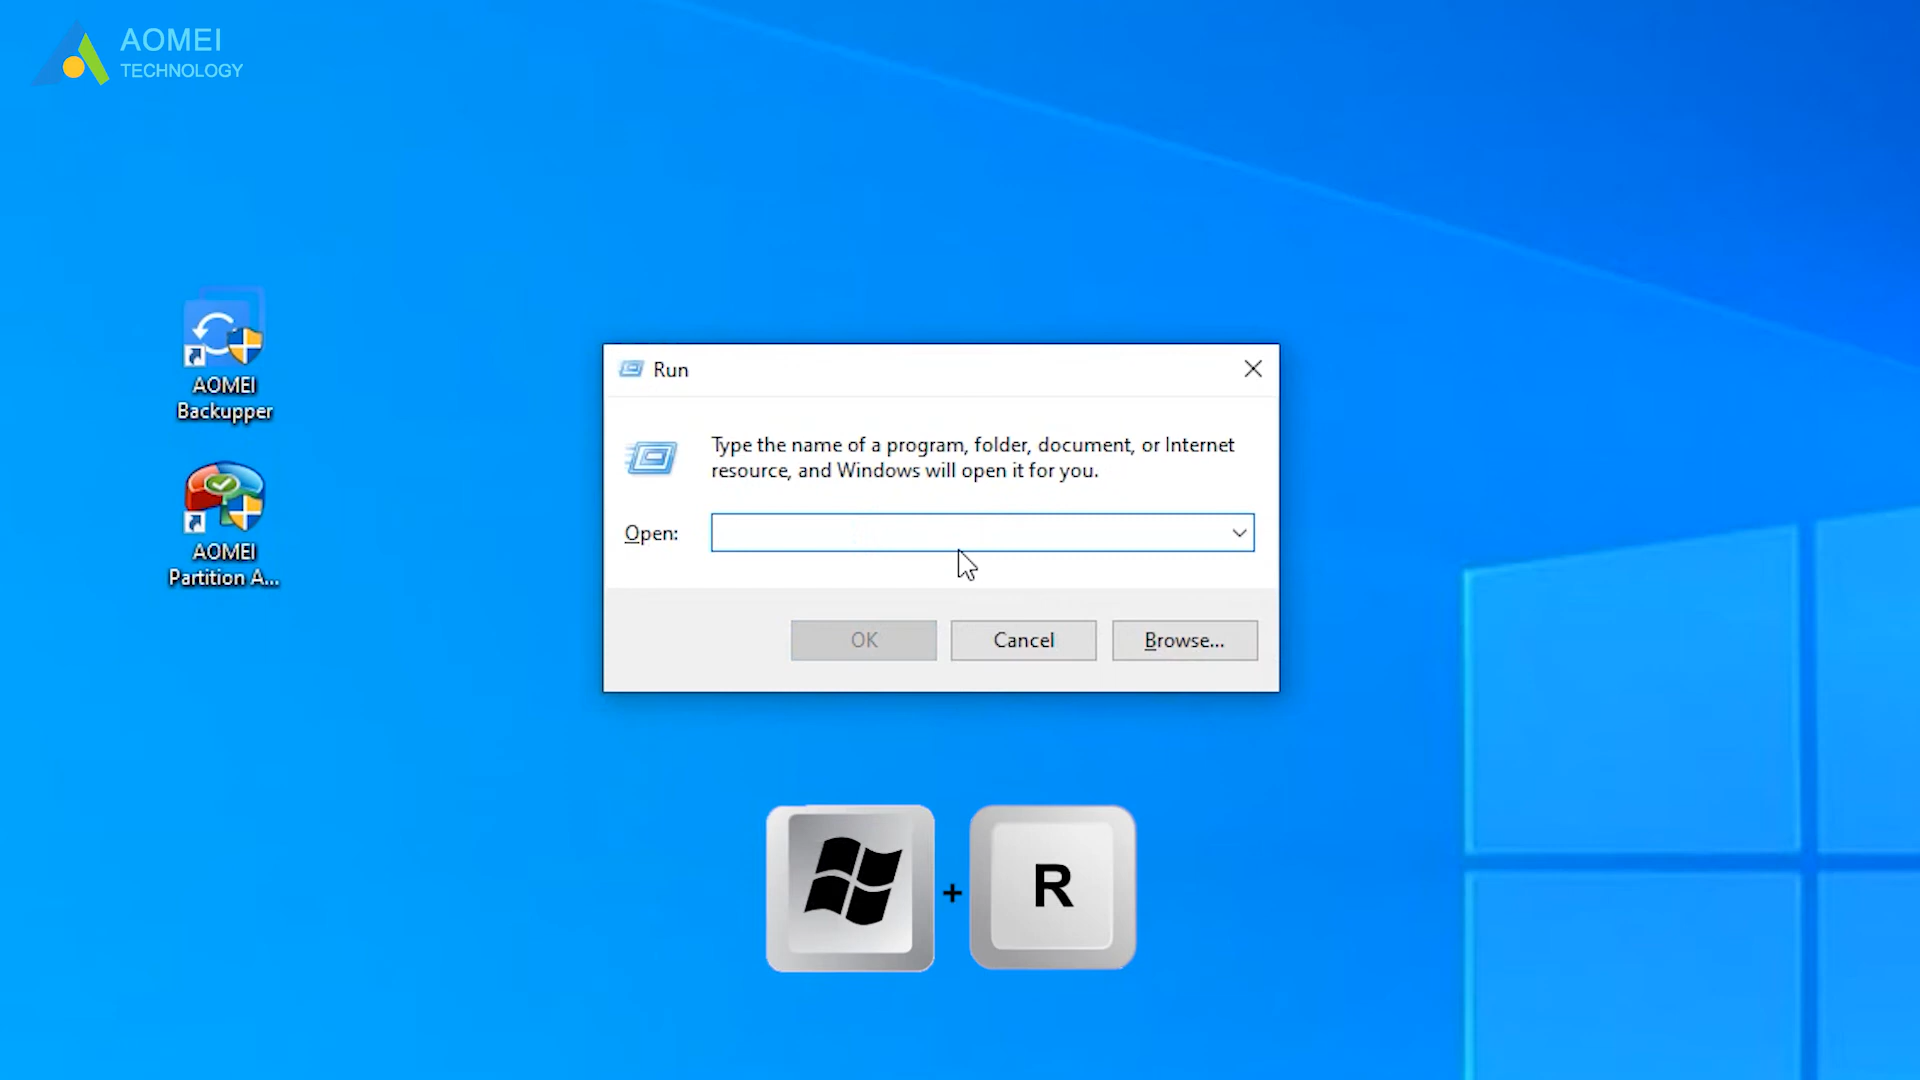 AOMEI
TECHNOLOGY
AOMEI
Backupper
AOMEI
Partition A...
Run
Type the name of a program, folder, document, or Internet
resource, and Windows will open it for you.
Open:
OK
Cancel
Browse...
+
R